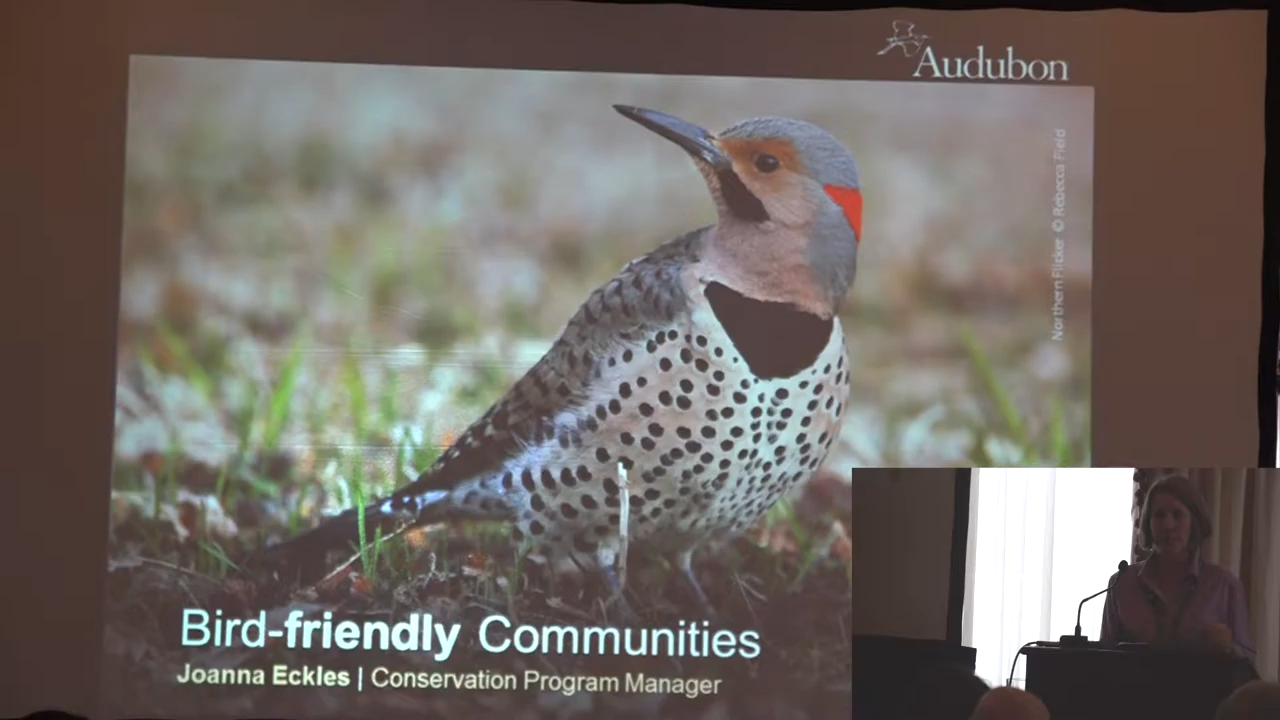 Audubon
Northern Flicker © Rebecca Field
Bird-friendly Communities
Joanna Eckles | Conservation Program Manager